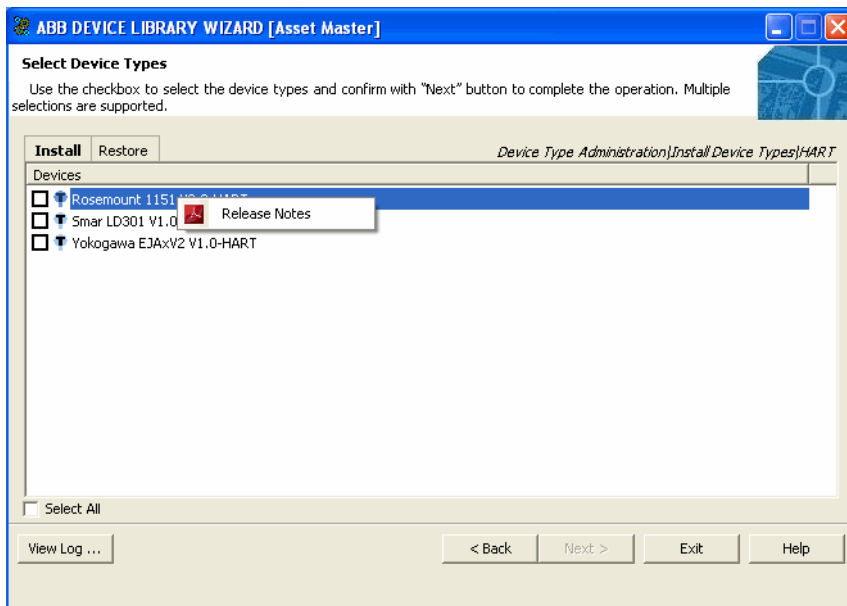 ABB DEVICE LIBRARY WIZARD [Asset Master]
Select Device Types
Use the checkbox to select the device types and confirm with "Next" button to complete the operation. Multiple
selections are supported.
Install Restore Device Type Administration|Install Device Types|HART
Devices
Rosemount 1151
Release Notes
Smar LD301 V1.0
Yokogawa EJAxV2 V1.0-HART
Select All
View Log ... < Back Next > Exit Help